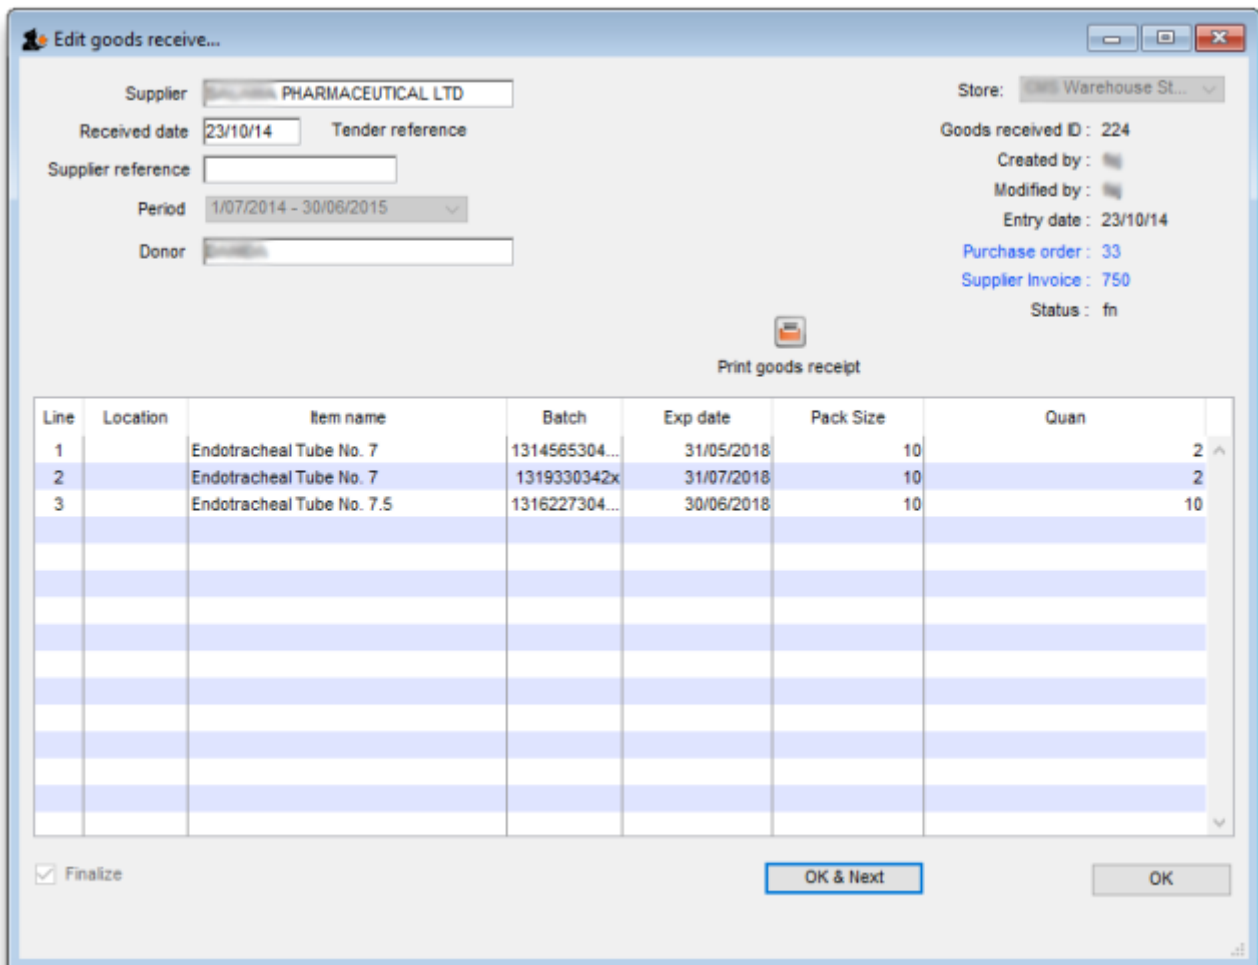 Edit goods receive...
Supplier PHARMACEUTICAL LTD
Store: Warehouse St...
Received date 23/10/14 Tender reference
Goods received ID : 224
Supplier reference
Created by :
Modified by :
Period 1/07/2014 - 30/06/2015
Entry date : 23/10/14
Donor
Purchase order : 33
Supplier Invoice : 750
Status : fn
Print goods receipt
Line Location Item name Batch Exp date Pack Size Quan
1 Endotracheal Tube No. 7 1314565304... 31/05/2018 10 2
2 Endotracheal Tube No. 7 1319330342x 31/07/2018 10 2
3 Endotracheal Tube No. 7.5 1316227304... 30/06/2018 10 10
Finalize OK & Next OK